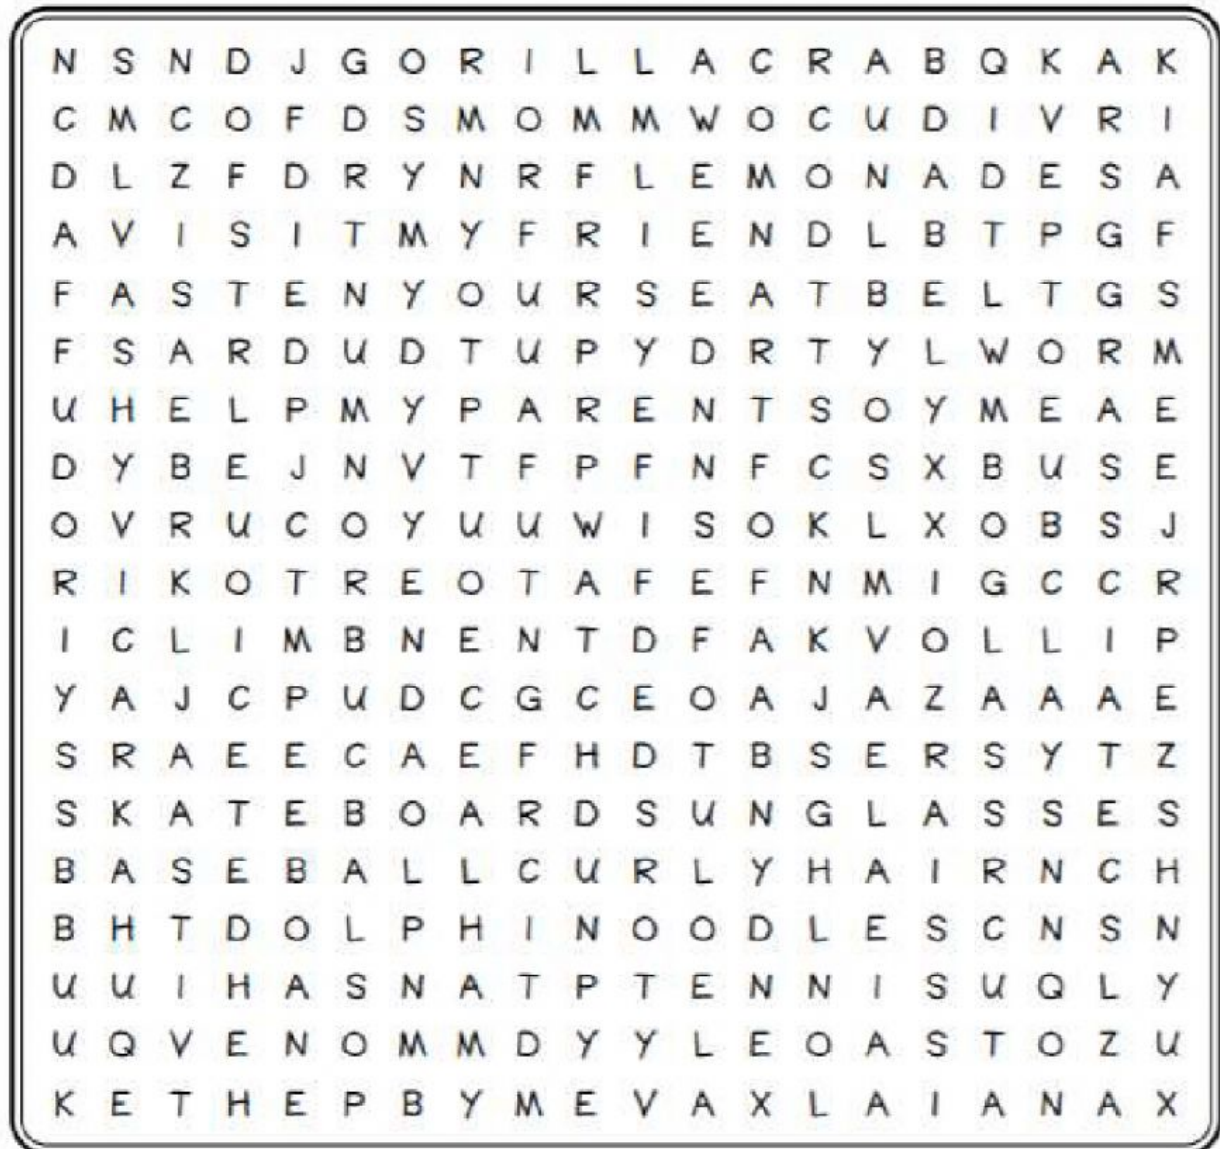 N S N D J G O R I L L A C R A B Q K A K
C M C O F D S M O M M W O C U D I V R I
D L Z F D R Y N R F L E M O N A D E S A
A V I S I T M Y F R I E N D L B T P G F
F A S T E N Y O U R S E A T B E L T G S
F S A R D U D T U P Y D R T Y L W O R M
U H E L P M Y P A R E N T S O Y M E A E
D Y B E J N V T F P F N F C S X B U S E
O V R U C O Y U U W I S O K L X O B S J
R I K O T R E O T A F E F N M I G C C R
I C L I M B N E N T D F A K V O L L I P
Y A J C P U D C G C E O A J A Z A A A E
S R A E E C A E F H D T B S E R S Y T Z
S K A T E B O A R D S U N G L A S S E S
B A S E B A L L C U R L Y H A I R N C H
B H T D O L P H I N O O D L E S C N S N
U U I H A S N A T P T E N N I S U Q L Y
U Q V E N O M M D Y Y L E O A S T O Z U
K E T H E P B Y M E V A X L A I A N A X